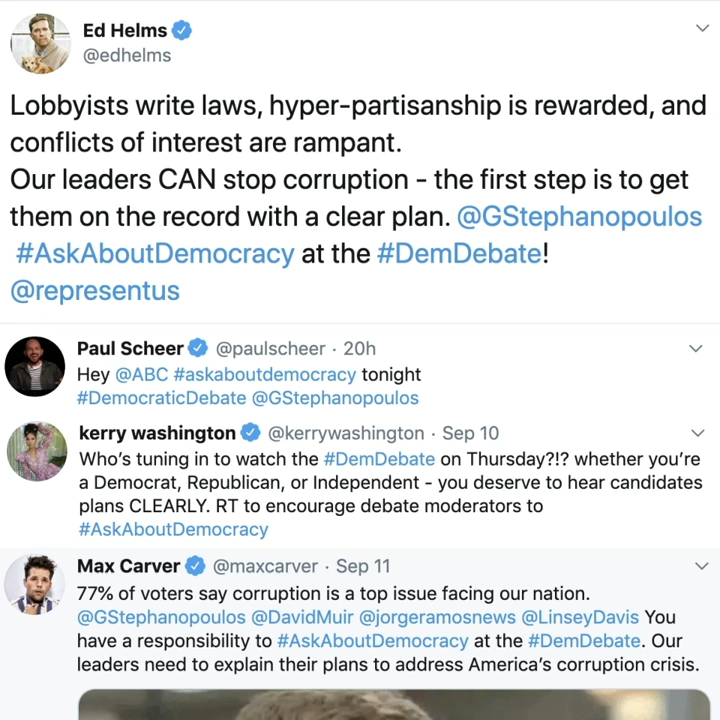 Ed Helms
@edhelms
Lobbyists write laws, hyper-partisanship is rewarded, and
conflicts of interest are rampant.
Our leaders CAN stop corruption - the first step is to get
them on the record with a clear plan. @GStephanopoulos
#AskAboutDemocracy at the #DemDebate!
@representus
Paul Scheer @paulscheer · 20h
Hey @ABC #askaboutdemocracy tonight
#DemocraticDebate @GStephanopoulos
kerry washington @kerrywashington · Sep 10
Who's tuning in to watch the #DemDebate on Thursday?!? whether you're
a Democrat, Republican, or Independent - you deserve to hear candidates
plans CLEARLY. RT to encourage debate moderators to
#AskAboutDemocracy
Max Carver @maxcarver · Sep 11
77% of voters say corruption is a top issue facing our nation.
@GStephanopoulos @DavidMuir @jorgeramosnews @LinseyDavis You
have a responsibility to #AskAboutDemocracy at the #DemDebate. Our
leaders need to explain their plans to address America's corruption crisis.